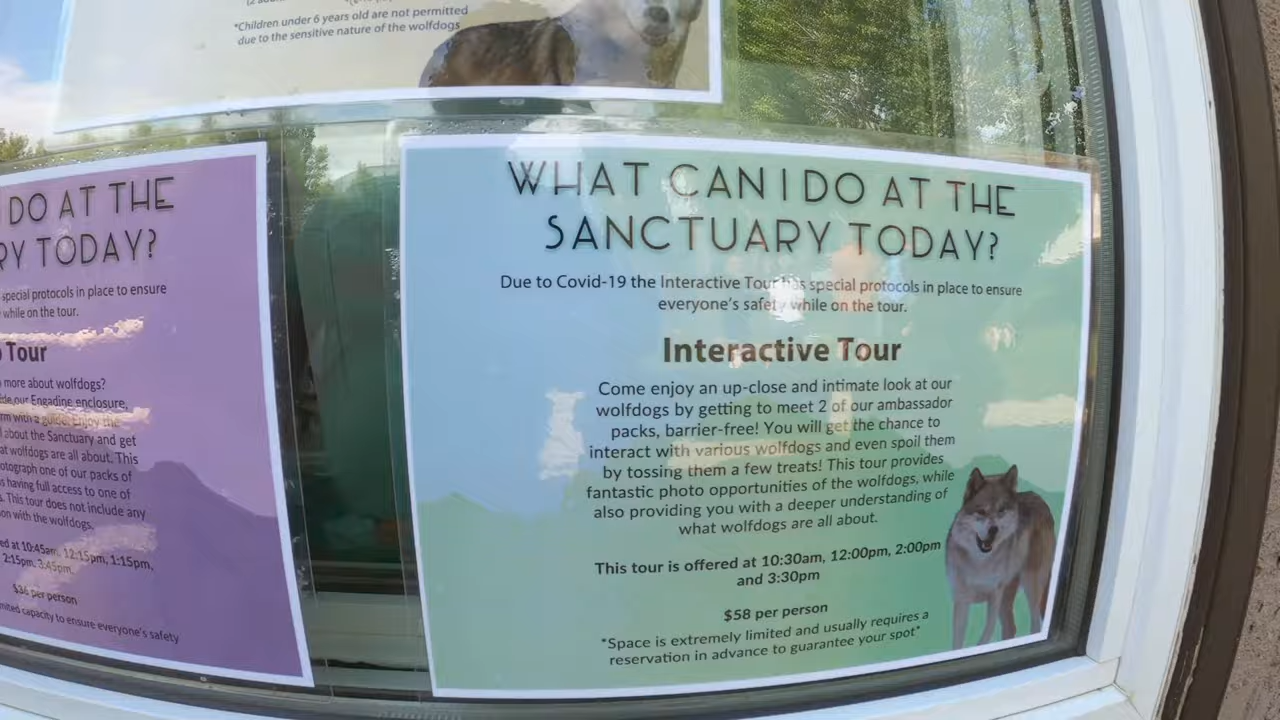 *Children under 6 years old are not permitted
due to the sensitive nature of the wolfdogs
DO AT THE
RY TODAY?
special protocols in place to ensure
while on the tour.
Tour
more about wolfdogs?
our Engadine enclosure,
with a guide. Enjoy the
about the Sanctuary and get
at wolfdogs are all about. This
otograph one of our packs of
having full access to one of
This tour does not include any
on with the wolfdogs.
ed at 10:45am, 12:15pm, 1:15pm,
2:15pm, 3:45pm.
$36 per person
capacity to ensure everyone's safety
WHAT CAN I DO AT THE
SANCTUARY TODAY?
Due to Covid-19 the Interactive Tour has special protocols in place to ensure
everyone's safety while on the tour.
Interactive Tour
Come enjoy an up-close and intimate look at our
wolfdogs by getting to meet 2 of our ambassador
packs, barrier-free! You will get the chance to
interact with various wolfdogs and even spoil them
by tossing them a few treats! This tour provides
fantastic photo opportunities of the wolfdogs, while
also providing you with a deeper understanding of
what wolfdogs are all about.
This tour is offered at 10:30am, 12:00pm, 2:00pm
and 3:30pm
$58 per person
*Space is extremely limited and usually requires a
reservation in advance to guarantee your spot*